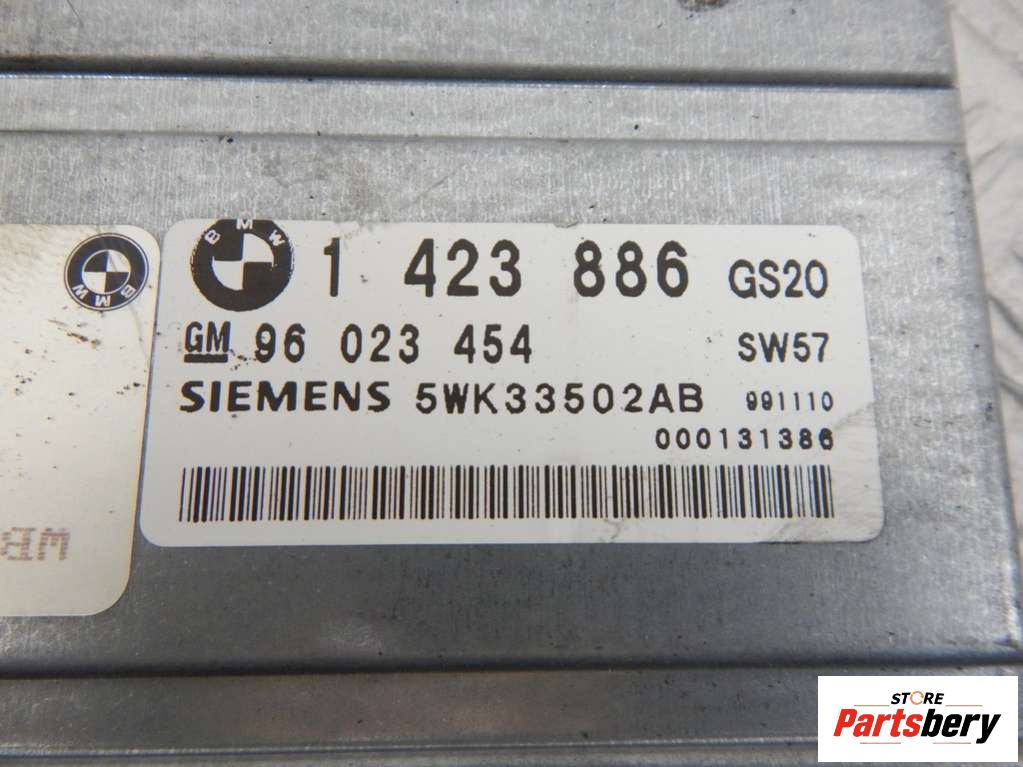 BMW 1 423 886 GS20
GM 96 023 454 SW57
SIEMENS 5WK33502AB 991110
000131386
BMW
STORE
Partsbery